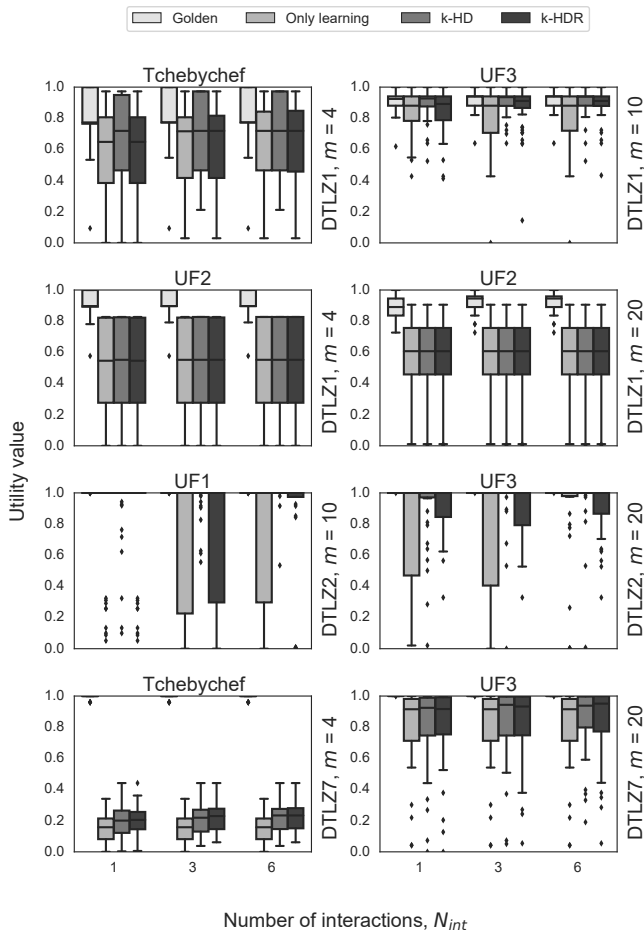 Golden Only learning k-HD k-HDR
Tchebychef UF3
1.0 0.8 0.6 0.4 0.2 0.0
DTLZ1, m = 4
1.0 0.8 0.6 0.4 0.2 0.0
DTLZ1, m = 10
UF2 UF2
1.0 0.8 0.6 0.4 0.2 0.0
DTLZ1, m = 4
1.0 0.8 0.6 0.4 0.2 0.0
DTLZ1, m = 20
Utility value
UF1 UF3
1.0 0.8 0.6 0.4 0.2 0.0
DTLZ2, m = 10
1.0 0.8 0.6 0.4 0.2 0.0
DTLZ2, m = 20
Tchebychef UF3
1.0 0.8 0.6 0.4 0.2 0.0
DTLZ7, m = 4
1.0 0.8 0.6 0.4 0.2 0.0
DTLZ7, m = 20
1 3 6 1 3 6
Number of interactions, N_int